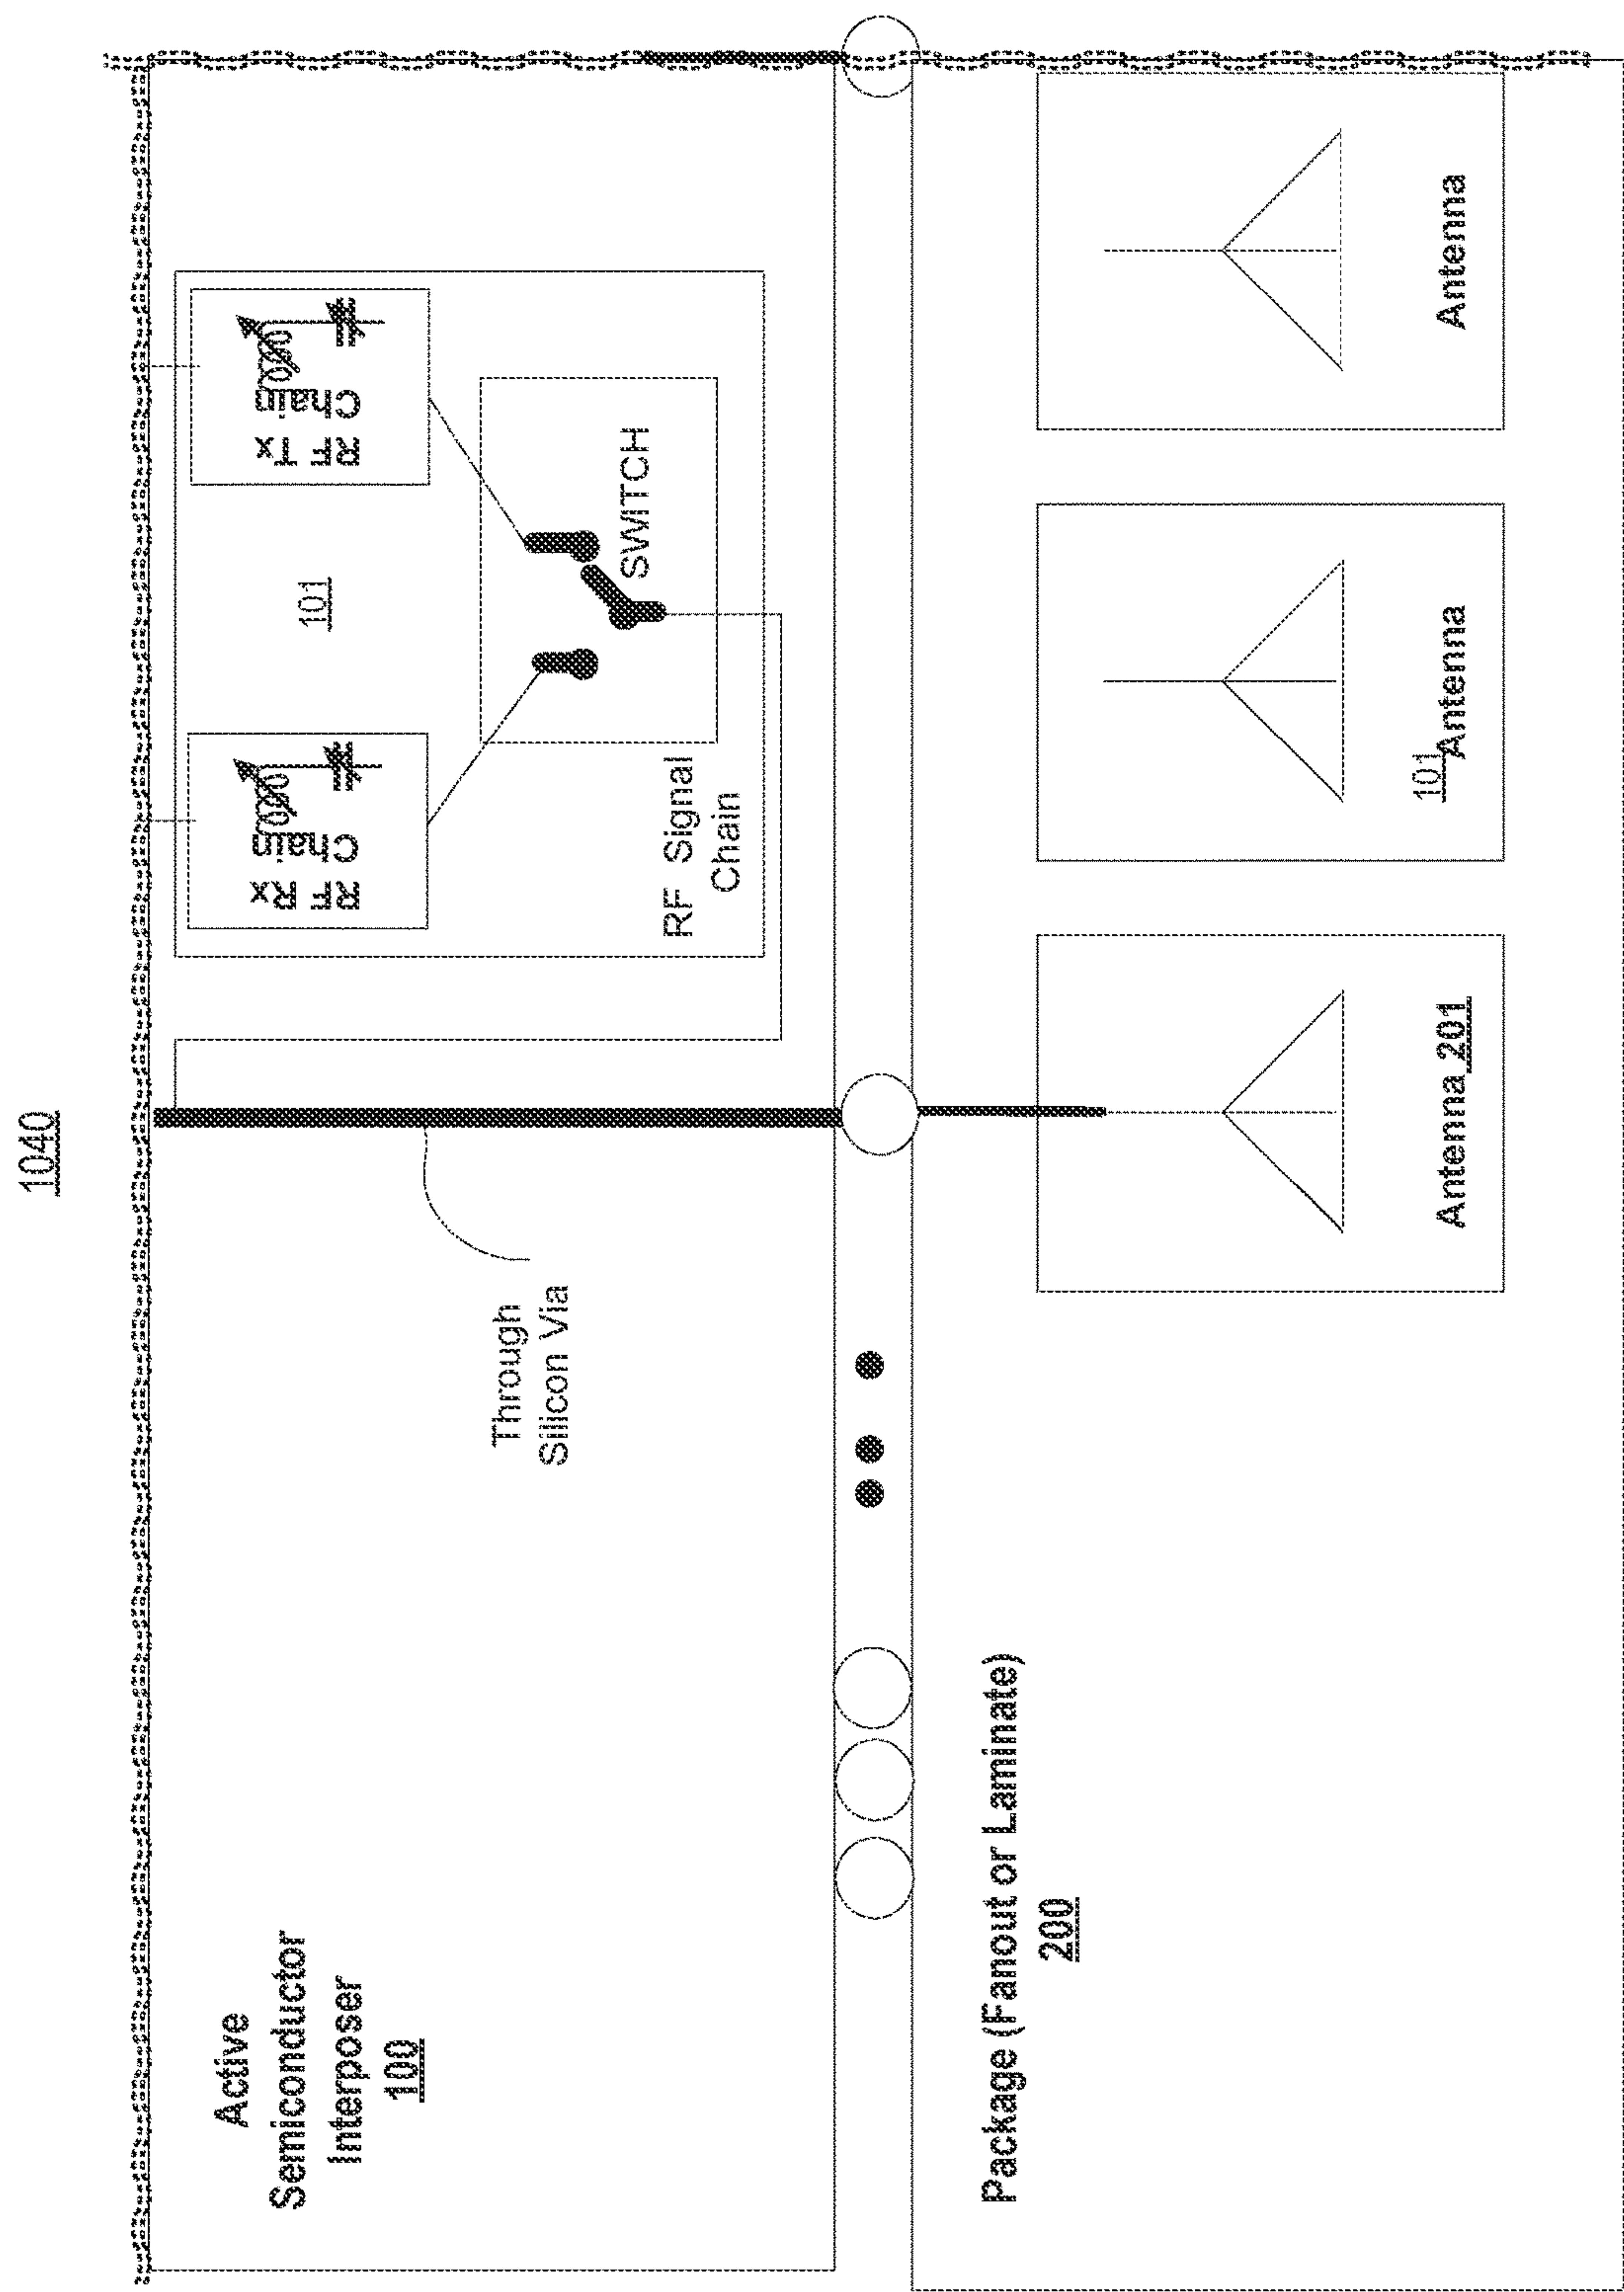 1040
Active
Semiconductor
Interposer
100
Through
Silicon Via
RF Rx
Chain
101
RF Tx
Chain
SWITCH
RF Signal
Chain
Package (Fanout or Laminate)
200
Antenna 201
101
Antenna
Antenna